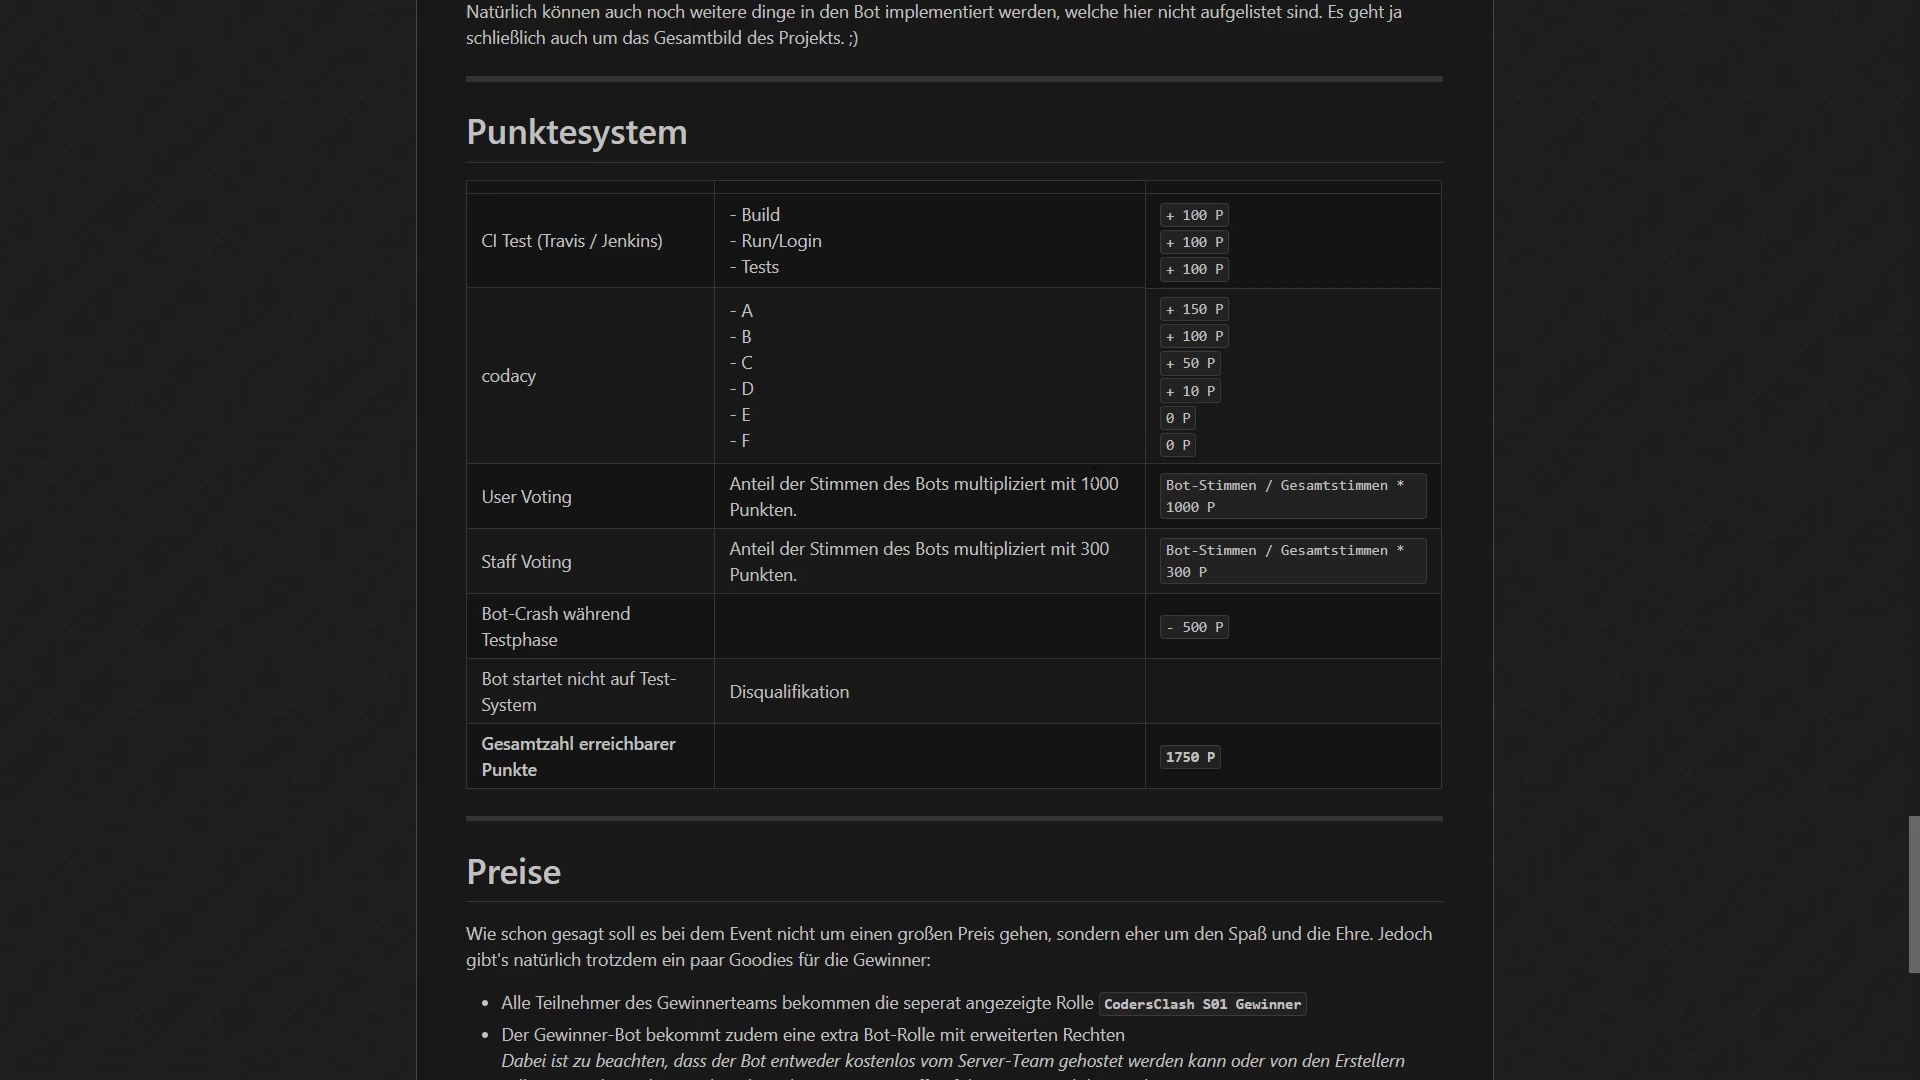 Natürlich können auch noch weitere dinge in den Bot implementiert werden, welche hier nicht aufgelistet sind. Es geht ja
schließlich auch um das Gesamtbild des Projekts. ;)
Punktesystem
CI Test (Travis / Jenkins)
- Build
- Run/Login
- Tests
+ 100 P
+ 100 P
+ 100 P
codacy
- A
- B
- C
- D
- E
- F
+ 150 P
+ 100 P
+ 50 P
+ 10 P
0 P
0 P
User Voting
Anteil der Stimmen des Bots multipliziert mit 1000
Punkten.
Bot-Stimmen / Gesamtstimmen *
1000 P
Staff Voting
Anteil der Stimmen des Bots multipliziert mit 300
Punkten.
Bot-Stimmen / Gesamtstimmen *
300 P
Bot-Crash während
Testphase
- 500 P
Bot startet nicht auf Test-
System
Disqualifikation
Gesamtzahl erreichbarer
Punkte
1750 P
Preise
Wie schon gesagt soll es bei dem Event nicht um einen großen Preis gehen, sondern eher um den Spaß und die Ehre. Jedoch
gibt's natürlich trotzdem ein paar Goodies für die Gewinner:
• Alle Teilnehmer des Gewinnerteams bekommen die seperat angezeigte Rolle CodersClash S01 Gewinner
• Der Gewinner-Bot bekommt zudem eine extra Bot-Rolle mit erweiterten Rechten
Dabei ist zu beachten, dass der Bot entweder kostenlos vom Server-Team gehostet werden kann oder von den Erstellern